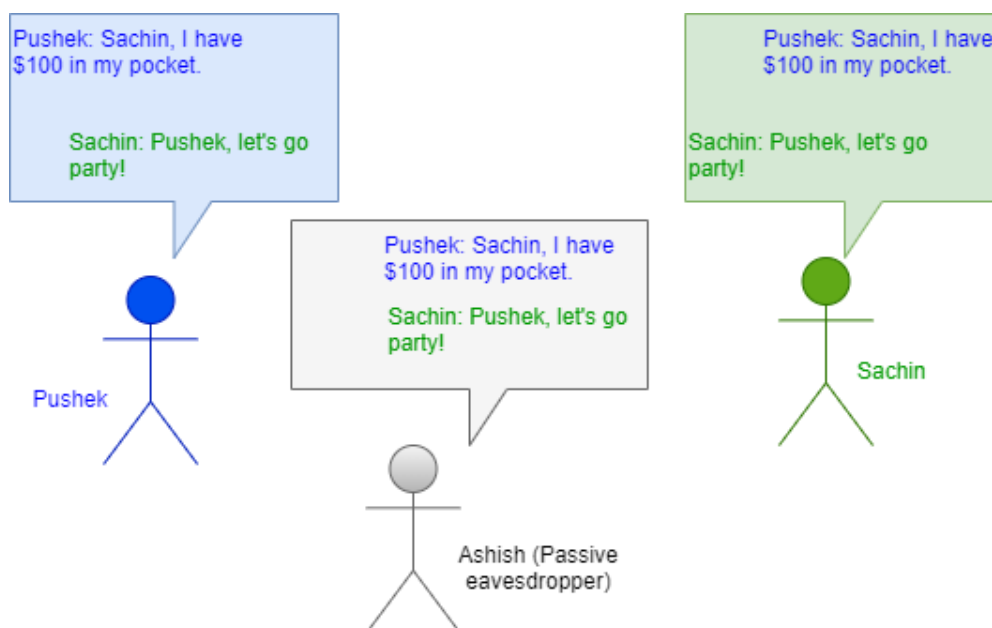 Pushek: Sachin, I have
$100 in my pocket.
Sachin: Pushek, let's go
party!
Pushek: Sachin, I have
$100 in my pocket.
Sachin: Pushek, let's go
party!
Pushek: Sachin, I have
$100 in my pocket.
Sachin: Pushek, let's go
party!
Pushek
Sachin
Ashish (Passive
eavesdropper)